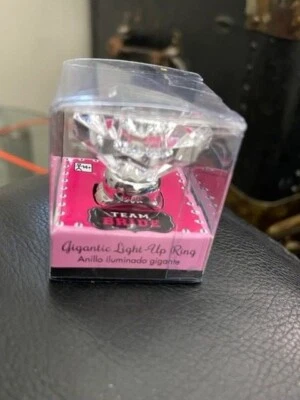 TEAM
BRIDE
Gigantic Light-Up Ring
Anillo iluminado gigante